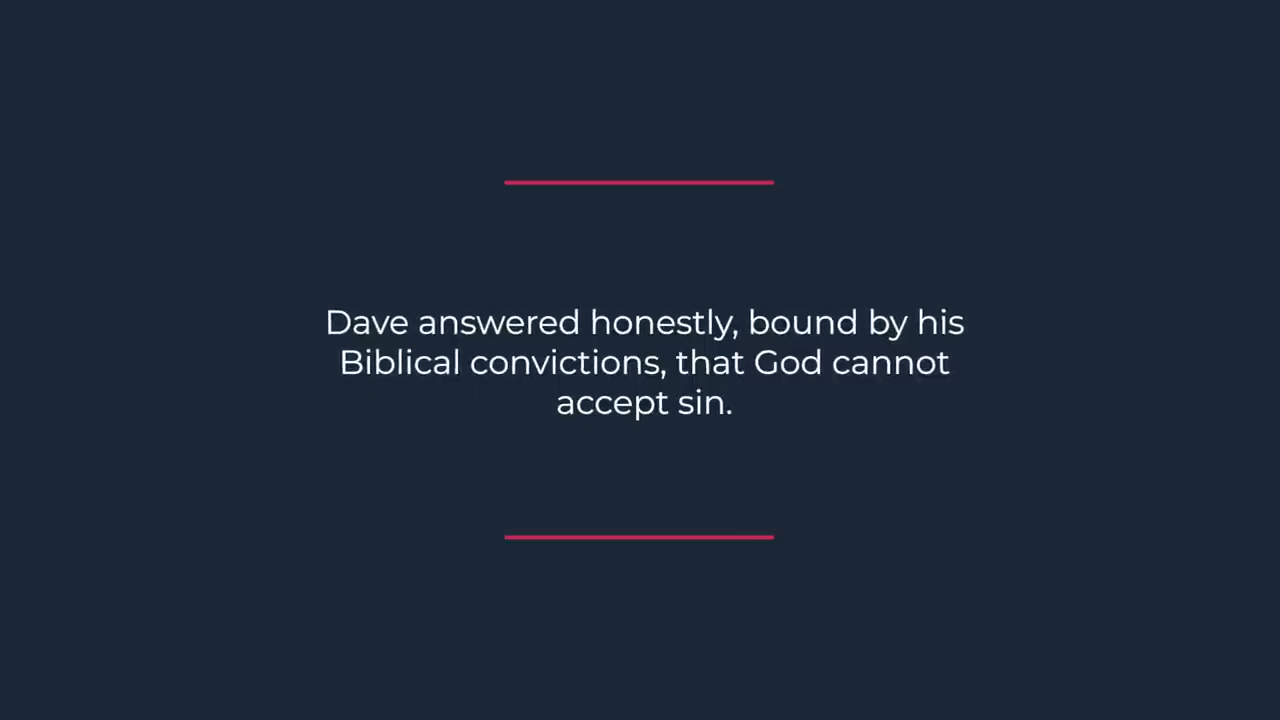 Dave answered honestly, bound by his
Biblical convictions, that God cannot
accept sin.